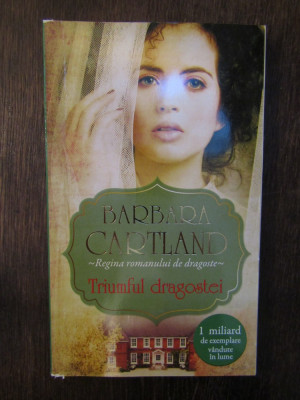 BARBARA
CARTLAND
~Regina romanului de dragoste~
Triumful dragostei
1 miliard
de exemplare
vândute
în lume